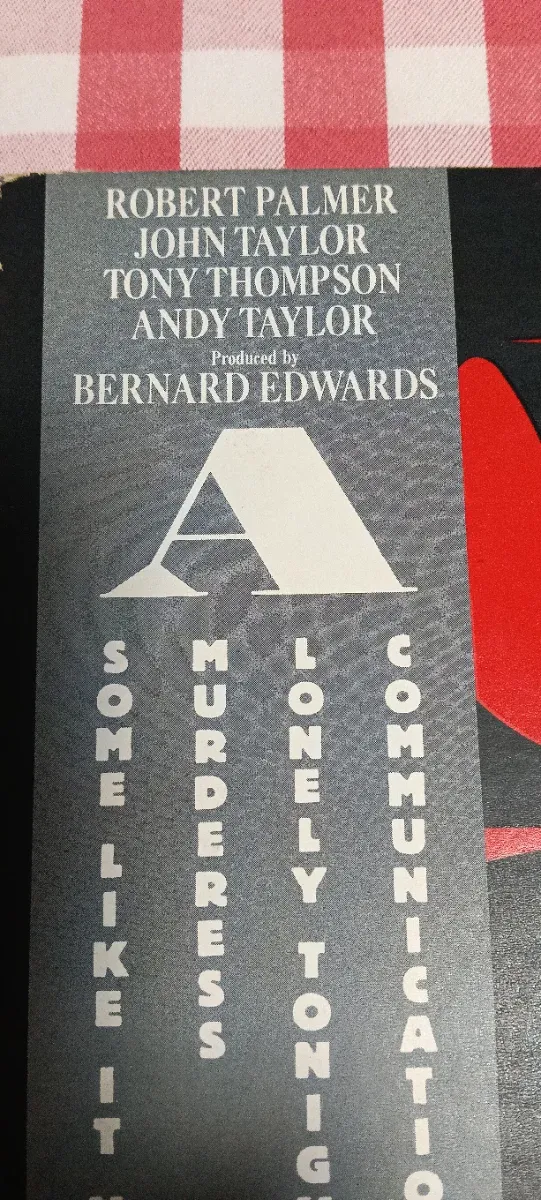 ROBERT PALMER
JOHN TAYLOR
TONY THOMPSON
ANDY TAYLOR
Produced by
BERNARD EDWARDS
A
SOME LIKE IT
MURDERESS
LONELY TONIG
COMMUNICATIO